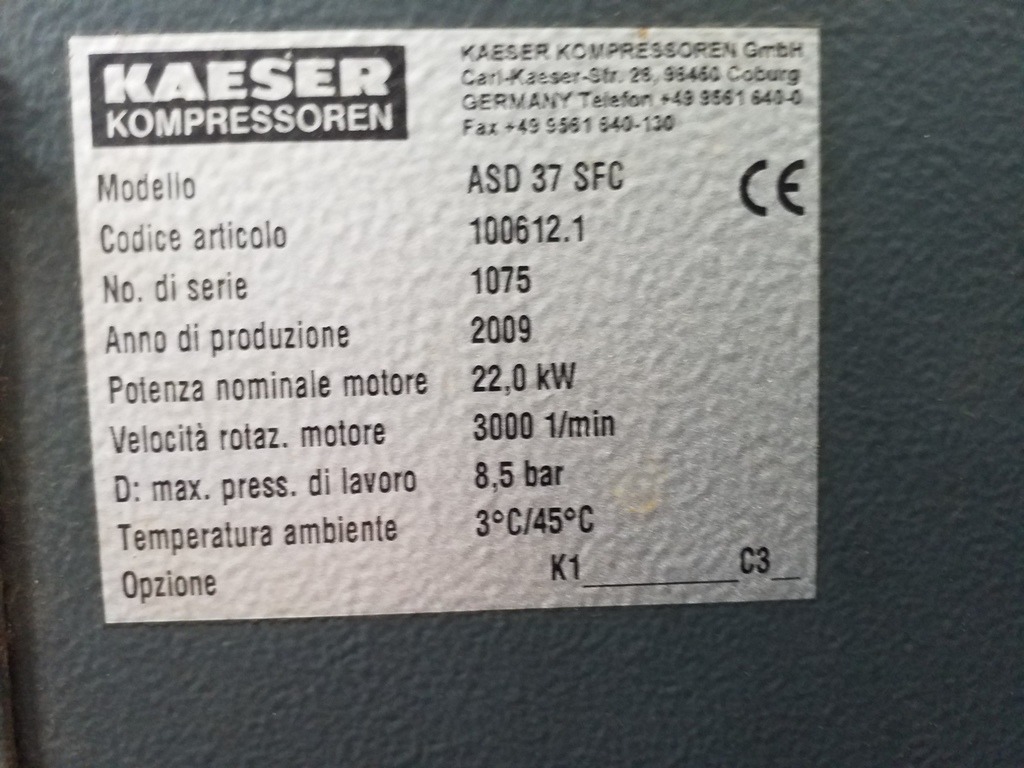 KAESER
KOMPRESSOREN
KAESER KOMPRESSOREN GmbH
Carl-Kaeser-Str. 26, 96450 Coburg
GERMANY Telefon +49 9561 640-0
Fax +49 9561 640-130
CE
Modello ASD 37 SFC
Codice articolo 100612.1
No. di serie 1075
Anno di produzione 2009
Potenza nominale motore 22,0 kW
Velocità rotaz. motore 3000 1/min
D: max. press. di lavoro 8,5 bar
Temperatura ambiente 3°C/45°C
Opzione K1__________C3__